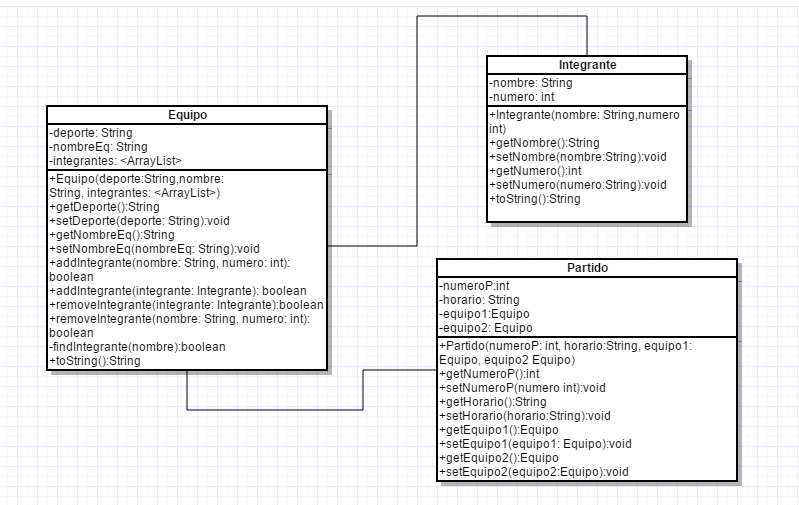 Equipo
-deporte: String
-nombreEq: String
-integrantes: <ArrayList>
+Equipo(deporte:String,nombre:
String, integrantes: <ArrayList>)
+getDeporte():String
+setDeporte(deporte: String):void
+getNombreEq():String
+setNombreEq(nombreEq: String):void
+addIntegrante(nombre: String, numero: int):
boolean
+addIntegrante(integrante: Integrante): boolean
+removeIntegrante(integrante: Integrante):boolean
+removeIntegrante(nombre: String, numero: int):
boolean
-findIntegrante(nombre):boolean
+toString():String
Integrante
-nombre: String
-numero: int
+Integrante(nombre: String,numero
int)
+getNombre():String
+setNombre(nombre:String):void
+getNumero():int
+setNumero(numero:String):void
+toString():String
Partido
-numeroP:int
-horario: String
-equipo1:Equipo
-equipo2: Equipo
+Partido(numeroP: int, horario:String, equipo1:
Equipo, equipo2 Equipo)
+getNumeroP():int
+setNumeroP(numero int):void
+getHorario():String
+setHorario(horario:String):void
+getEquipo1():Equipo
+setEquipo1(equipo1: Equipo):void
+getEquipo2():Equipo
+setEquipo2(equipo2:Equipo):void